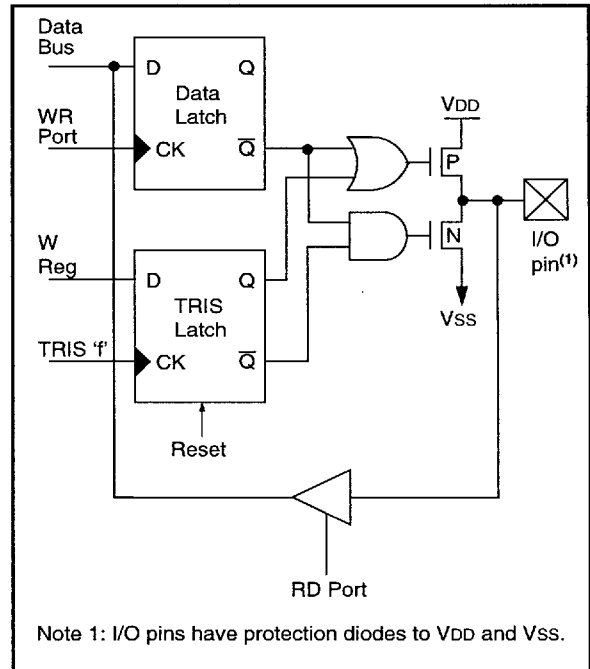 Data
Bus
D
Q
Data
Latch
WR
Port
CK
Q̅
VDD
P
N
I/O
pin(1)
VSS
W
Reg
D
Q
TRIS
Latch
TRIS ‘f’
CK
Q̅
Reset
RD Port
Note 1: I/O pins have protection diodes to VDD and VSS.